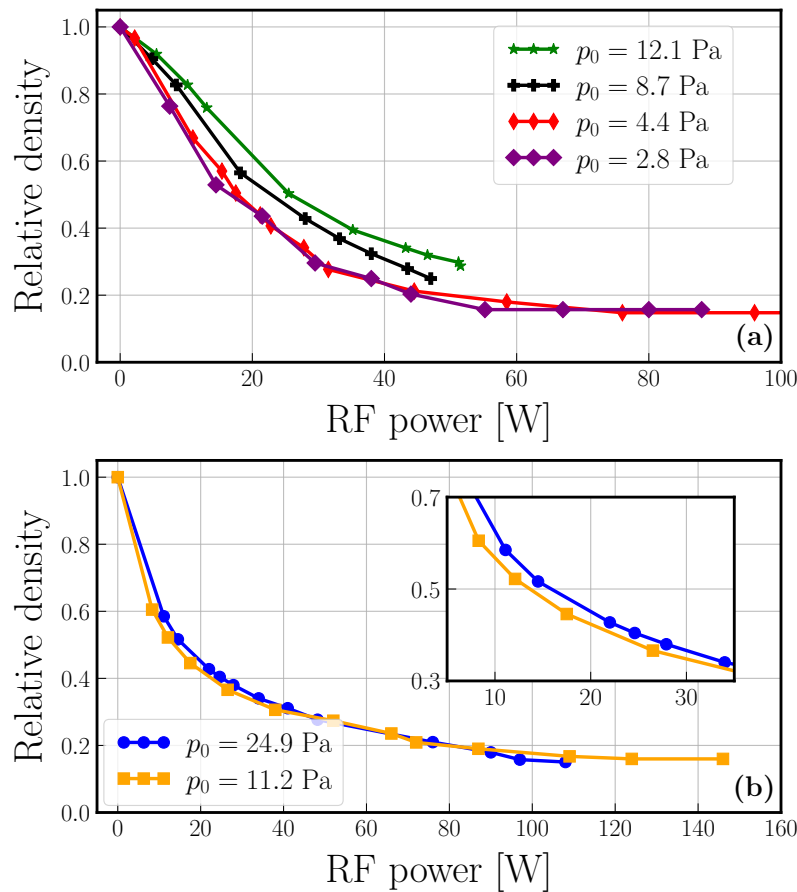 1.0
0.8
0.6
0.4
0.2
0.0
Relative density
p₀ = 12.1 Pa
p₀ = 8.7 Pa
p₀ = 4.4 Pa
p₀ = 2.8 Pa
(a)
0 20 40 60 80 100
RF power [W]
1.0
0.8
0.6
0.4
0.2
0.0
Relative density
0.7
0.5
0.3
10 20 30
p₀ = 24.9 Pa
p₀ = 11.2 Pa
(b)
0 20 40 60 80 100 120 140 160
RF power [W]